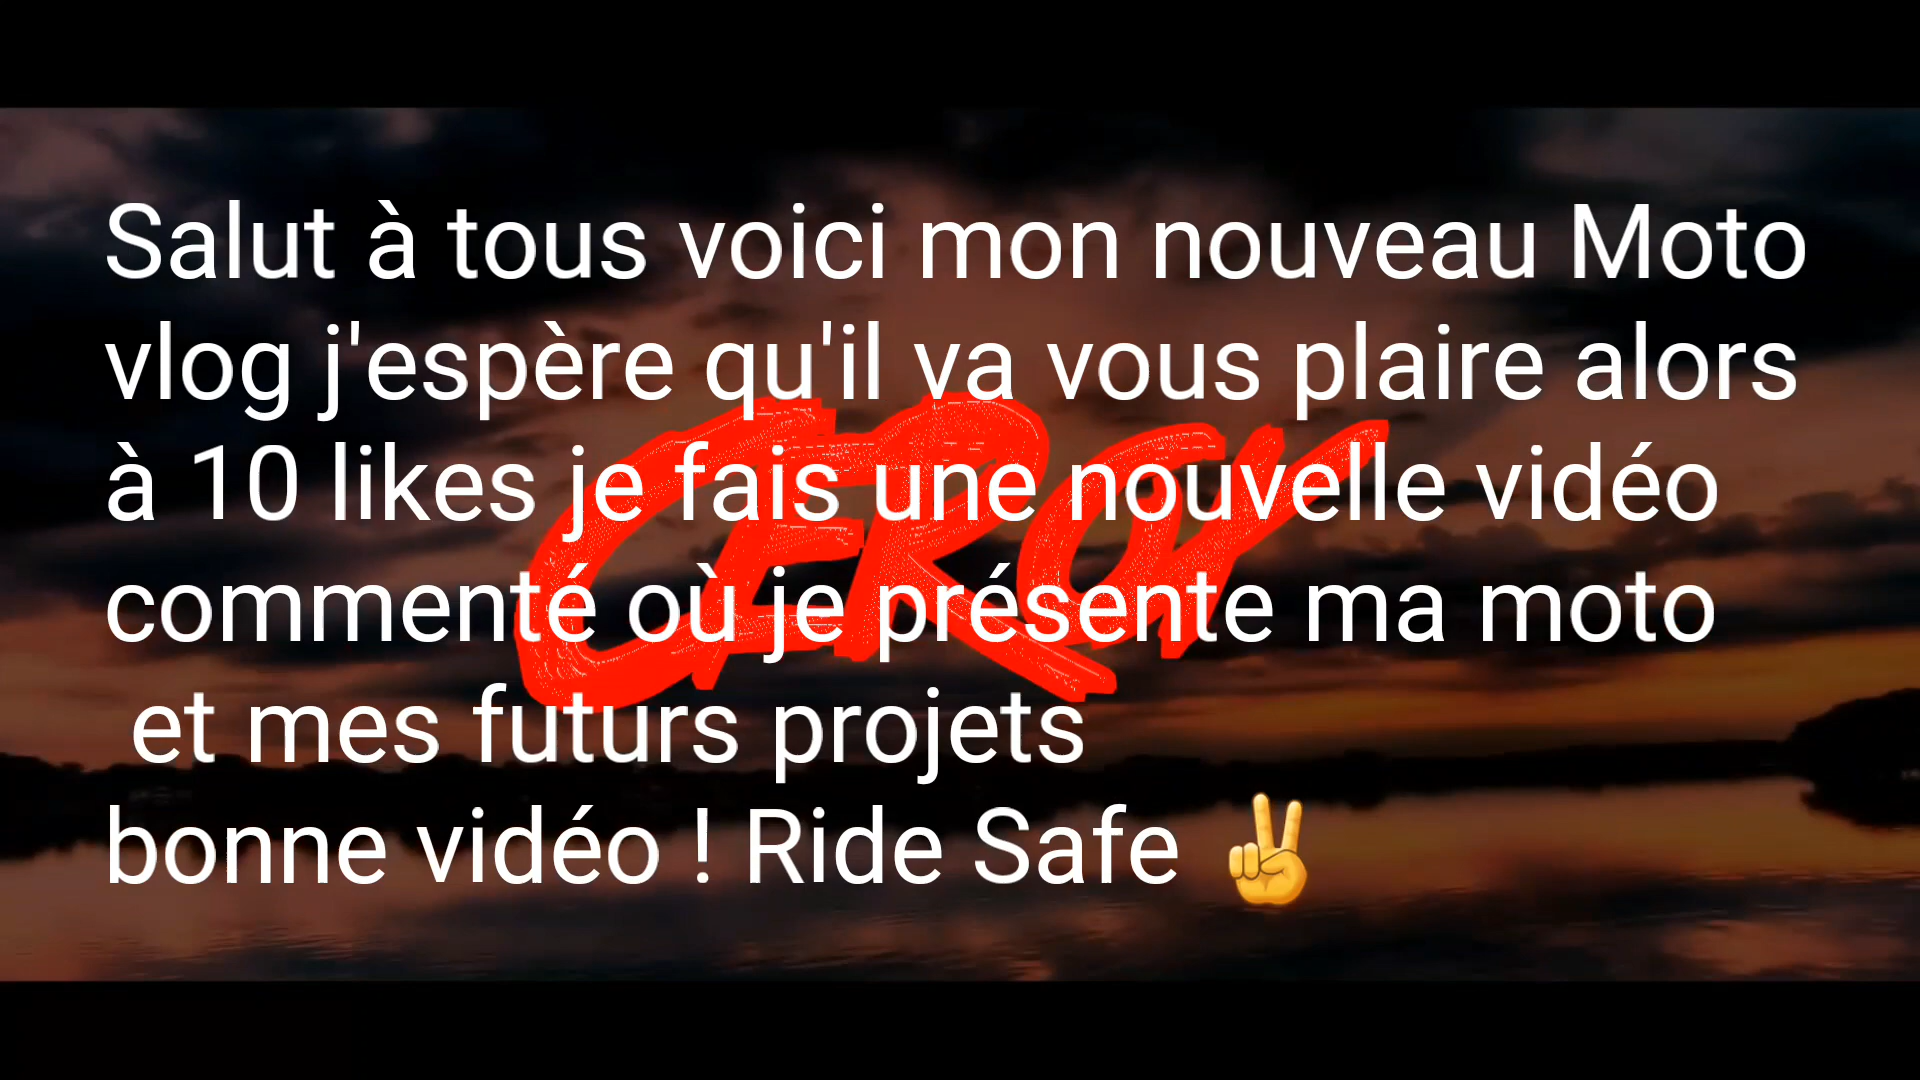 Salut à tous voici mon nouveau Moto
vlog j'espère qu'il va vous plaire alors
à 10 likes je fais une nouvelle vidéo
commenté où je présente ma moto
et mes futurs projets
bonne vidéo ! Ride Safe ✌️
CEROY